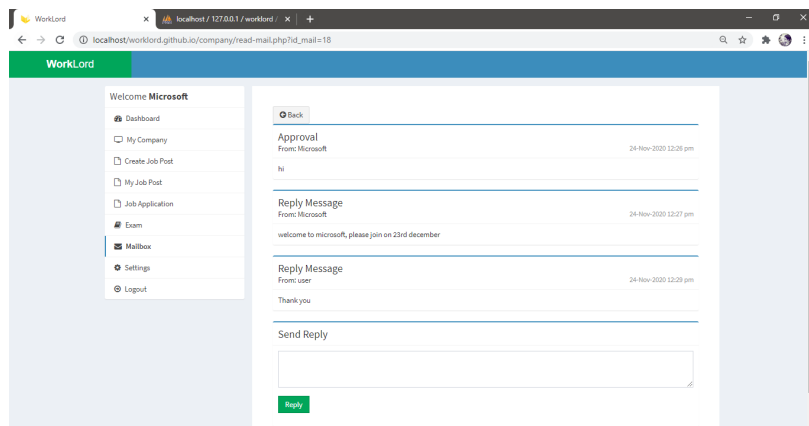 WorkLord
localhost / 127.0.0.1 / worklord /
localhost/worklord.github.io/company/read-mail.php?id_mail=18
WorkLord
Welcome Microsoft
Dashboard
My Company
Create Job Post
My Job Post
Job Application
Exam
Mailbox
Settings
Logout
Back
Approval
From: Microsoft 24-Nov-2020 12:26 pm
hi
Reply Message
From: Microsoft 24-Nov-2020 12:27 pm
welcome to microsoft, please join on 23rd december
Reply Message
From: user 24-Nov-2020 12:29 pm
Thank you
Send Reply
Reply